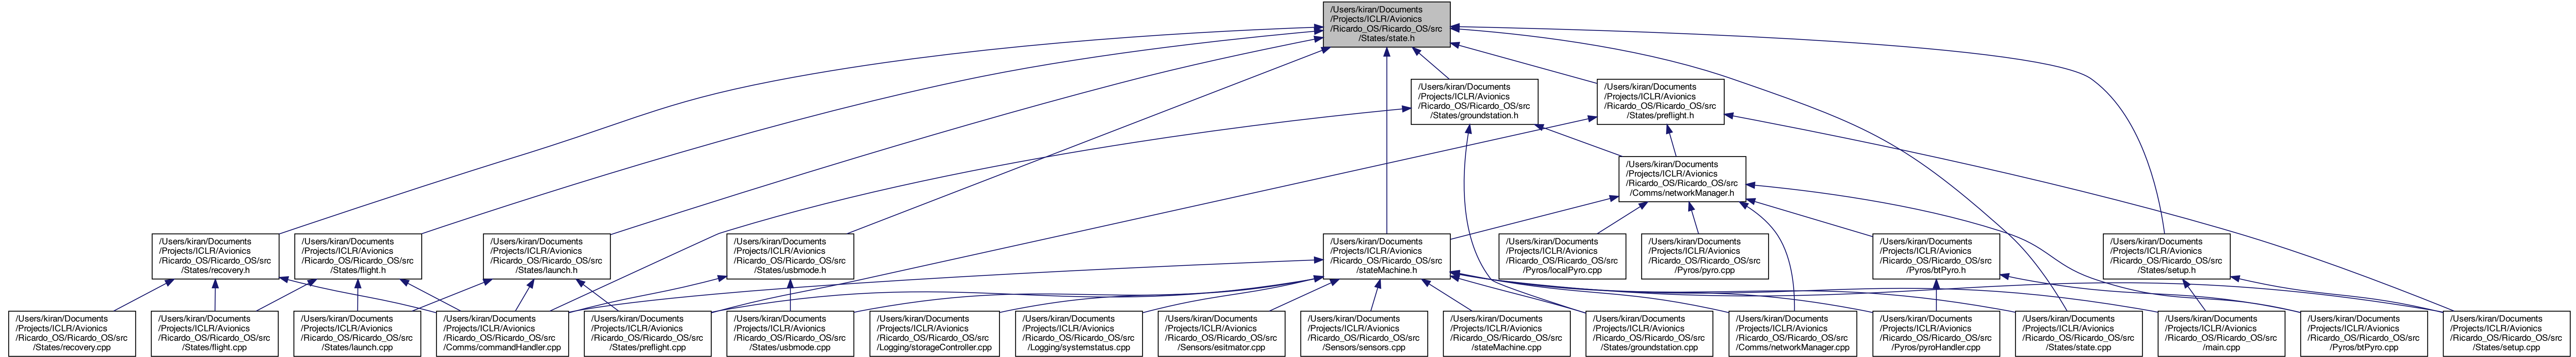 /Users/kiran/Documents
/Projects/ICLR/Avionics
/Ricardo_OS/Ricardo_OS/src
/States/state.h
/Users/kiran/Documents
/Projects/ICLR/Avionics
/Ricardo_OS/Ricardo_OS/src
/States/groundstation.h
/Users/kiran/Documents
/Projects/ICLR/Avionics
/Ricardo_OS/Ricardo_OS/src
/States/preflight.h
/Users/kiran/Documents
/Projects/ICLR/Avionics
/Ricardo_OS/Ricardo_OS/src
/Comms/networkManager.h
/Users/kiran/Documents
/Projects/ICLR/Avionics
/Ricardo_OS/Ricardo_OS/src
/States/recovery.h
/Users/kiran/Documents
/Projects/ICLR/Avionics
/Ricardo_OS/Ricardo_OS/src
/States/flight.h
/Users/kiran/Documents
/Projects/ICLR/Avionics
/Ricardo_OS/Ricardo_OS/src
/States/launch.h
/Users/kiran/Documents
/Projects/ICLR/Avionics
/Ricardo_OS/Ricardo_OS/src
/States/usbmode.h
/Users/kiran/Documents
/Projects/ICLR/Avionics
/Ricardo_OS/Ricardo_OS/src
/stateMachine.h
/Users/kiran/Documents
/Projects/ICLR/Avionics
/Ricardo_OS/Ricardo_OS/src
/Pyros/localPyro.cpp
/Users/kiran/Documents
/Projects/ICLR/Avionics
/Ricardo_OS/Ricardo_OS/src
/Pyros/pyro.cpp
/Users/kiran/Documents
/Projects/ICLR/Avionics
/Ricardo_OS/Ricardo_OS/src
/Pyros/btPyro.h
/Users/kiran/Documents
/Projects/ICLR/Avionics
/Ricardo_OS/Ricardo_OS/src
/States/setup.h
/Users/kiran/Documents
/Projects/ICLR/Avionics
/Ricardo_OS/Ricardo_OS/src
/States/recovery.cpp
/Users/kiran/Documents
/Projects/ICLR/Avionics
/Ricardo_OS/Ricardo_OS/src
/States/flight.cpp
/Users/kiran/Documents
/Projects/ICLR/Avionics
/Ricardo_OS/Ricardo_OS/src
/States/launch.cpp
/Users/kiran/Documents
/Projects/ICLR/Avionics
/Ricardo_OS/Ricardo_OS/src
/Comms/commandHandler.cpp
/Users/kiran/Documents
/Projects/ICLR/Avionics
/Ricardo_OS/Ricardo_OS/src
/States/preflight.cpp
/Users/kiran/Documents
/Projects/ICLR/Avionics
/Ricardo_OS/Ricardo_OS/src
/States/usbmode.cpp
/Users/kiran/Documents
/Projects/ICLR/Avionics
/Ricardo_OS/Ricardo_OS/src
/Logging/storageController.cpp
/Users/kiran/Documents
/Projects/ICLR/Avionics
/Ricardo_OS/Ricardo_OS/src
/Logging/systemstatus.cpp
/Users/kiran/Documents
/Projects/ICLR/Avionics
/Ricardo_OS/Ricardo_OS/src
/Sensors/esitmator.cpp
/Users/kiran/Documents
/Projects/ICLR/Avionics
/Ricardo_OS/Ricardo_OS/src
/Sensors/sensors.cpp
/Users/kiran/Documents
/Projects/ICLR/Avionics
/Ricardo_OS/Ricardo_OS/src
/stateMachine.cpp
/Users/kiran/Documents
/Projects/ICLR/Avionics
/Ricardo_OS/Ricardo_OS/src
/States/groundstation.cpp
/Users/kiran/Documents
/Projects/ICLR/Avionics
/Ricardo_OS/Ricardo_OS/src
/Comms/networkManager.cpp
/Users/kiran/Documents
/Projects/ICLR/Avionics
/Ricardo_OS/Ricardo_OS/src
/Pyros/pyroHandler.cpp
/Users/kiran/Documents
/Projects/ICLR/Avionics
/Ricardo_OS/Ricardo_OS/src
/States/state.cpp
/Users/kiran/Documents
/Projects/ICLR/Avionics
/Ricardo_OS/Ricardo_OS/src
/main.cpp
/Users/kiran/Documents
/Projects/ICLR/Avionics
/Ricardo_OS/Ricardo_OS/src
/Pyros/btPyro.cpp
/Users/kiran/Documents
/Projects/ICLR/Avionics
/Ricardo_OS/Ricardo_OS/src
/States/setup.cpp